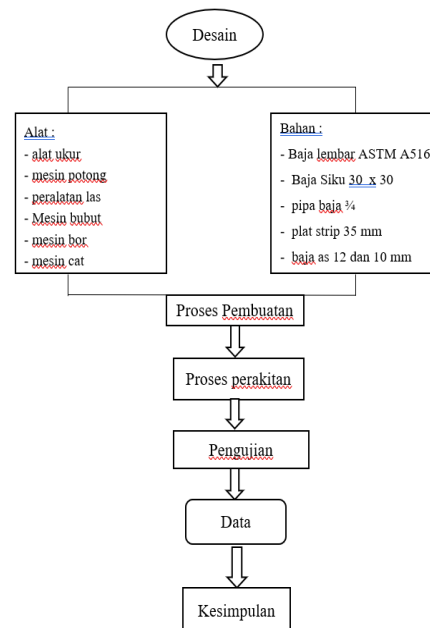 Desain
Alat :
- alat ukur
- mesin potong
- peralatan las
- Mesin bubut
- mesin bor
- mesin cat
Bahan :
- Baja lembar ASTM A516
- Baja Siku 30 x 30
- pipa baja ¾
- plat strip 35 mm
- baja as 12 dan 10 mm
Proses Pembuatan
Proses perakitan
Pengujian
Data
Kesimpulan